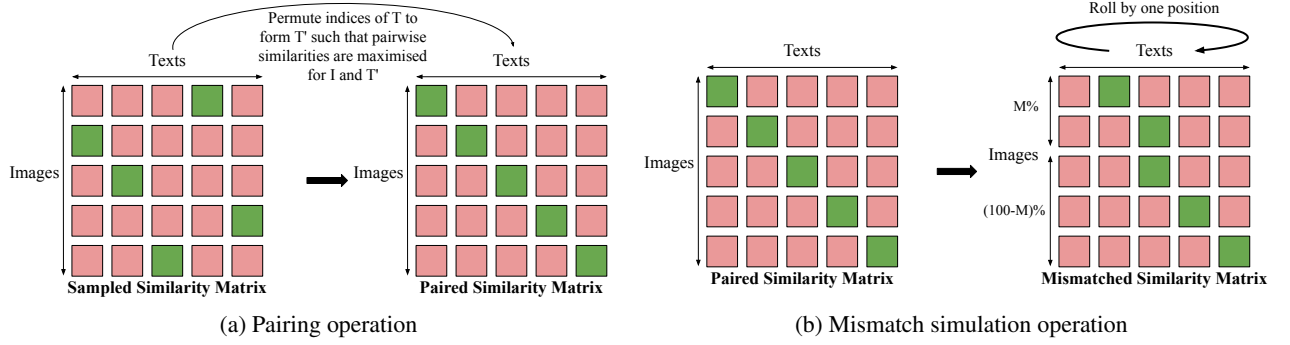 Permute indices of T to
form T' such that pairwise
similarities are maximised
for I and T'
Texts
Texts
Images
Images
Sampled Similarity Matrix
Paired Similarity Matrix
(a) Pairing operation
Roll by one position
Texts
Texts
M%
Images
Images
(100-M)%
Paired Similarity Matrix
Mismatched Similarity Matrix
(b) Mismatch simulation operation